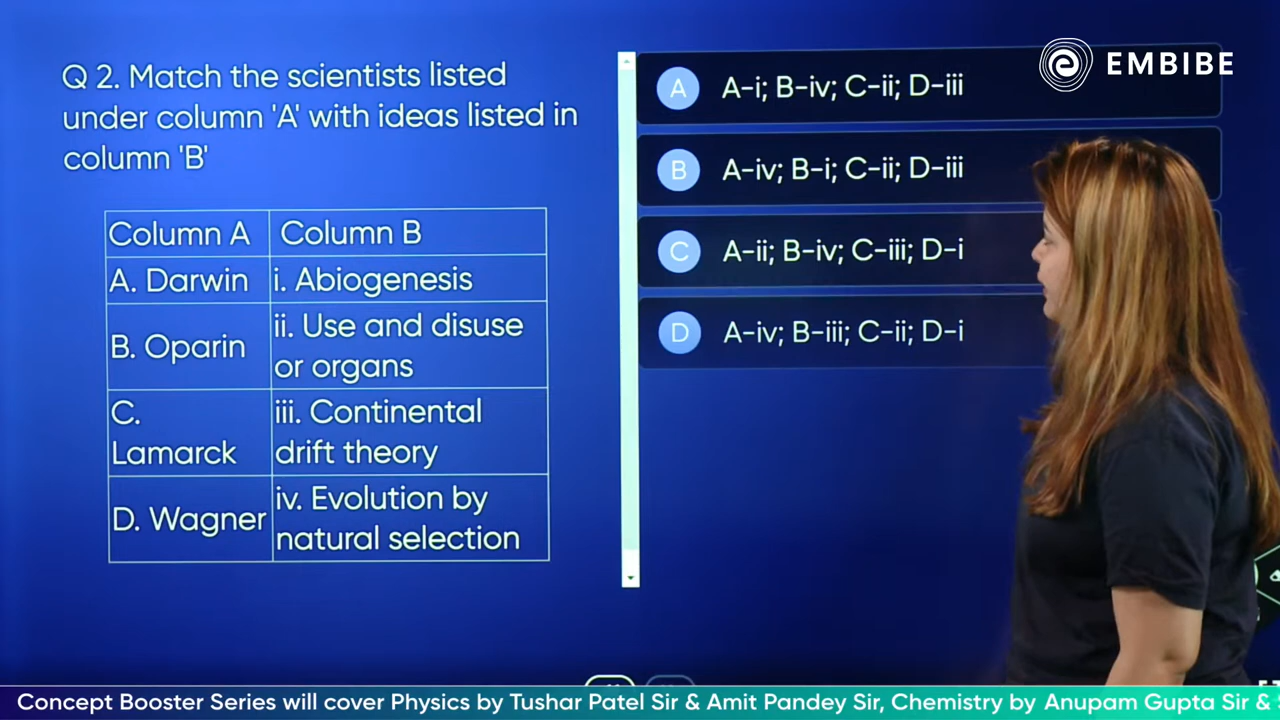 Q 2. Match the scientists listed
under column 'A' with ideas listed in
column 'B'
Column A
Column B
A. Darwin
i. Abiogenesis
B. Oparin
ii. Use and disuse
or organs
C.
Lamarck
iii. Continental
drift theory
D. Wagner
iv. Evolution by
natural selection
A
A-i; B-iv; C-ii; D-iii
B
A-iv; B-i; C-ii; D-iii
C
A-ii; B-iv; C-iii; D-i
D
A-iv; B-iii; C-ii; D-i
EMBIBE
Concept Booster Series will cover Physics by Tushar Patel Sir & Amit Pandey Sir, Chemistry by Anupam Gupta Sir &